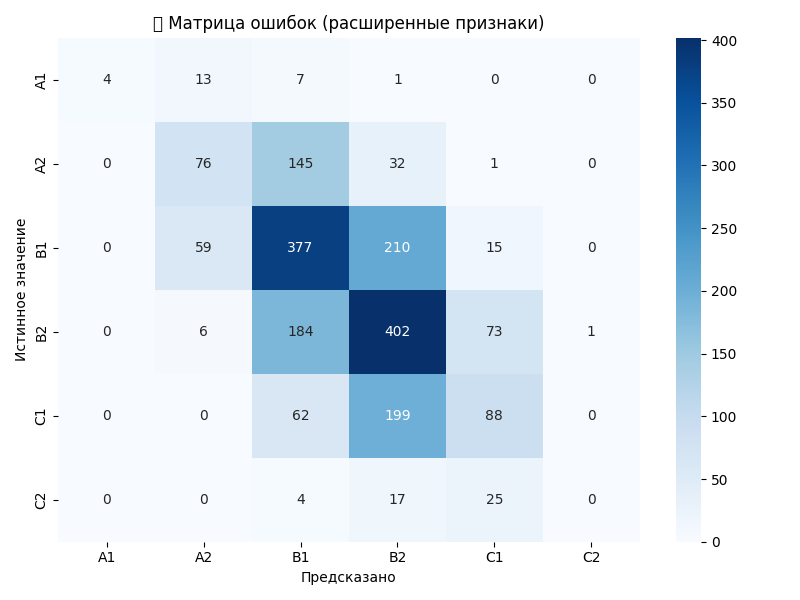 Матрица ошибок (расширенные признаки)
A1 4 13 7 1 0 0
A2 0 76 145 32 1 0
B1 0 59 377 210 15 0
B2 0 6 184 402 73 1
C1 0 0 62 199 88 0
C2 0 0 4 17 25 0
A1 A2 B1 B2 C1 C2
Предсказано
Истинное значение
400
350
300
250
200
150
100
50
0